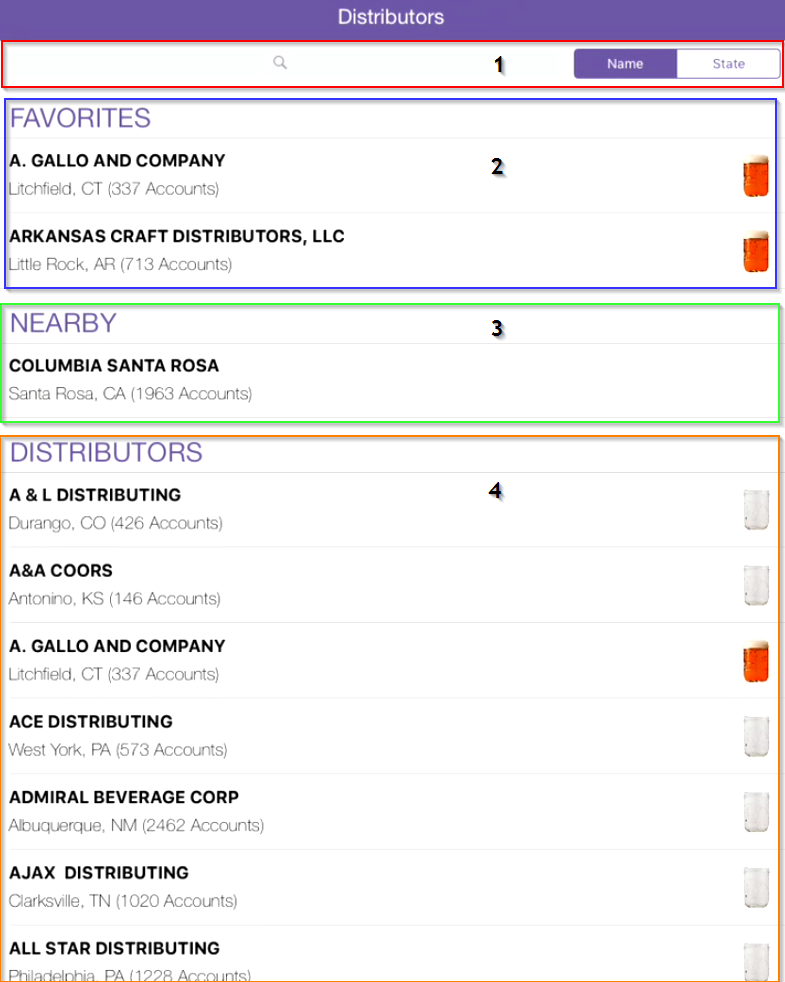 Distributors
1 Name State
FAVORITES
A. GALLO AND COMPANY
2
Litchfield, CT (337 Accounts)
ARKANSAS CRAFT DISTRIBUTORS, LLC
Little Rock, AR (713 Accounts)
NEARBY
3
COLUMBIA SANTA ROSA
Santa Rosa, CA (1963 Accounts)
DISTRIBUTORS
A & L DISTRIBUTING
4
Durango, CO (426 Accounts)
A&A COORS
Antonino, KS (146 Accounts)
A. GALLO AND COMPANY
Litchfield, CT (337 Accounts)
ACE DISTRIBUTING
West York, PA (573 Accounts)
ADMIRAL BEVERAGE CORP
Albuquerque, NM (2462 Accounts)
AJAX  DISTRIBUTING
Clarksville, TN (1020 Accounts)
ALL STAR DISTRIBUTING
Philadelphia, PA (1228 Accounts)